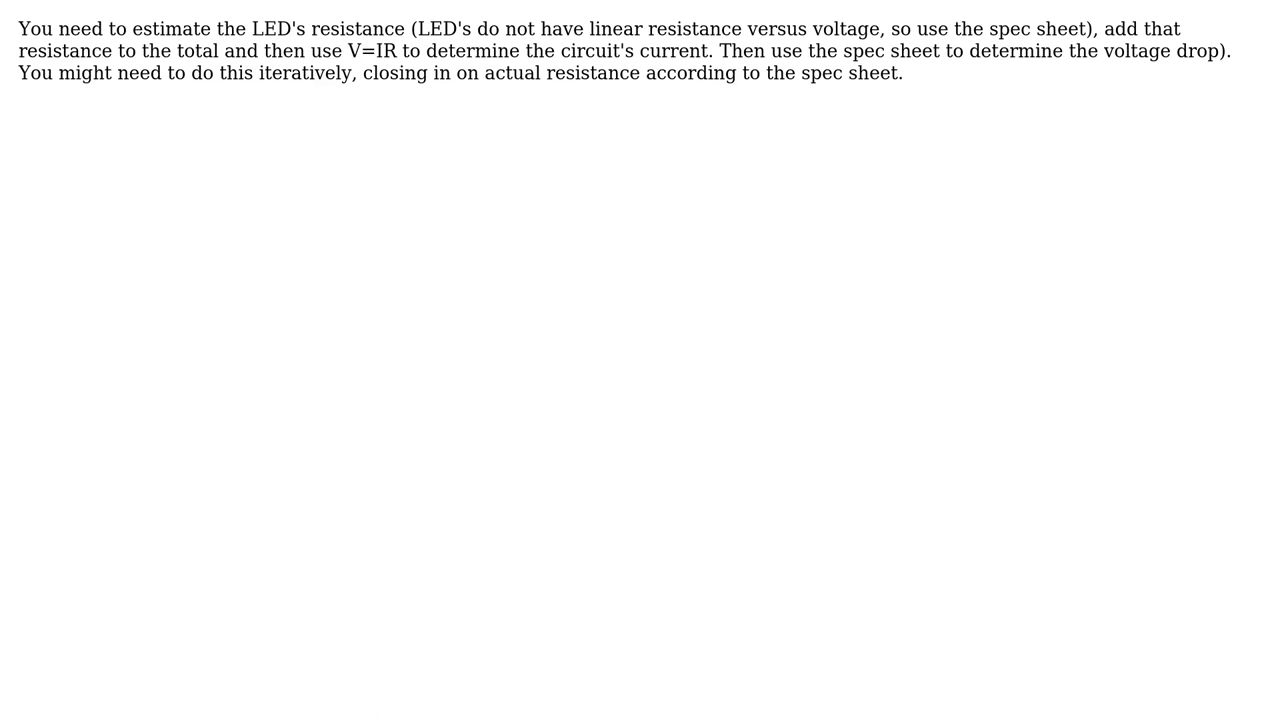 You need to estimate the LED's resistance (LED's do not have linear resistance versus voltage, so use the spec sheet), add that
resistance to the total and then use V=IR to determine the circuit's current. Then use the spec sheet to determine the voltage drop).
You might need to do this iteratively, closing in on actual resistance according to the spec sheet.